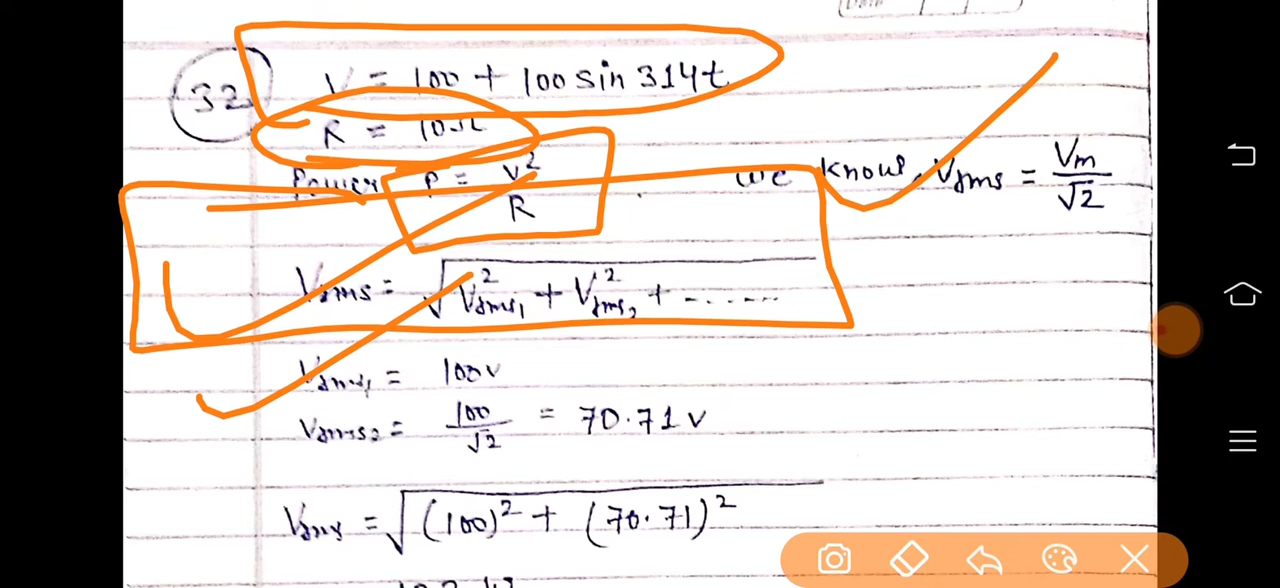 32 V = 100 + 100 sin 314t
R = 10Ω
Power P = V²/R . we know, Vrms = Vm/√2
Vrms = √(V²rms₁ + V²rms₂ + ------)
Vrms₁ = 100V
Vrms₂ = 100/√2 = 70.71 V
Vrms = √((100)² + (70.71)²)